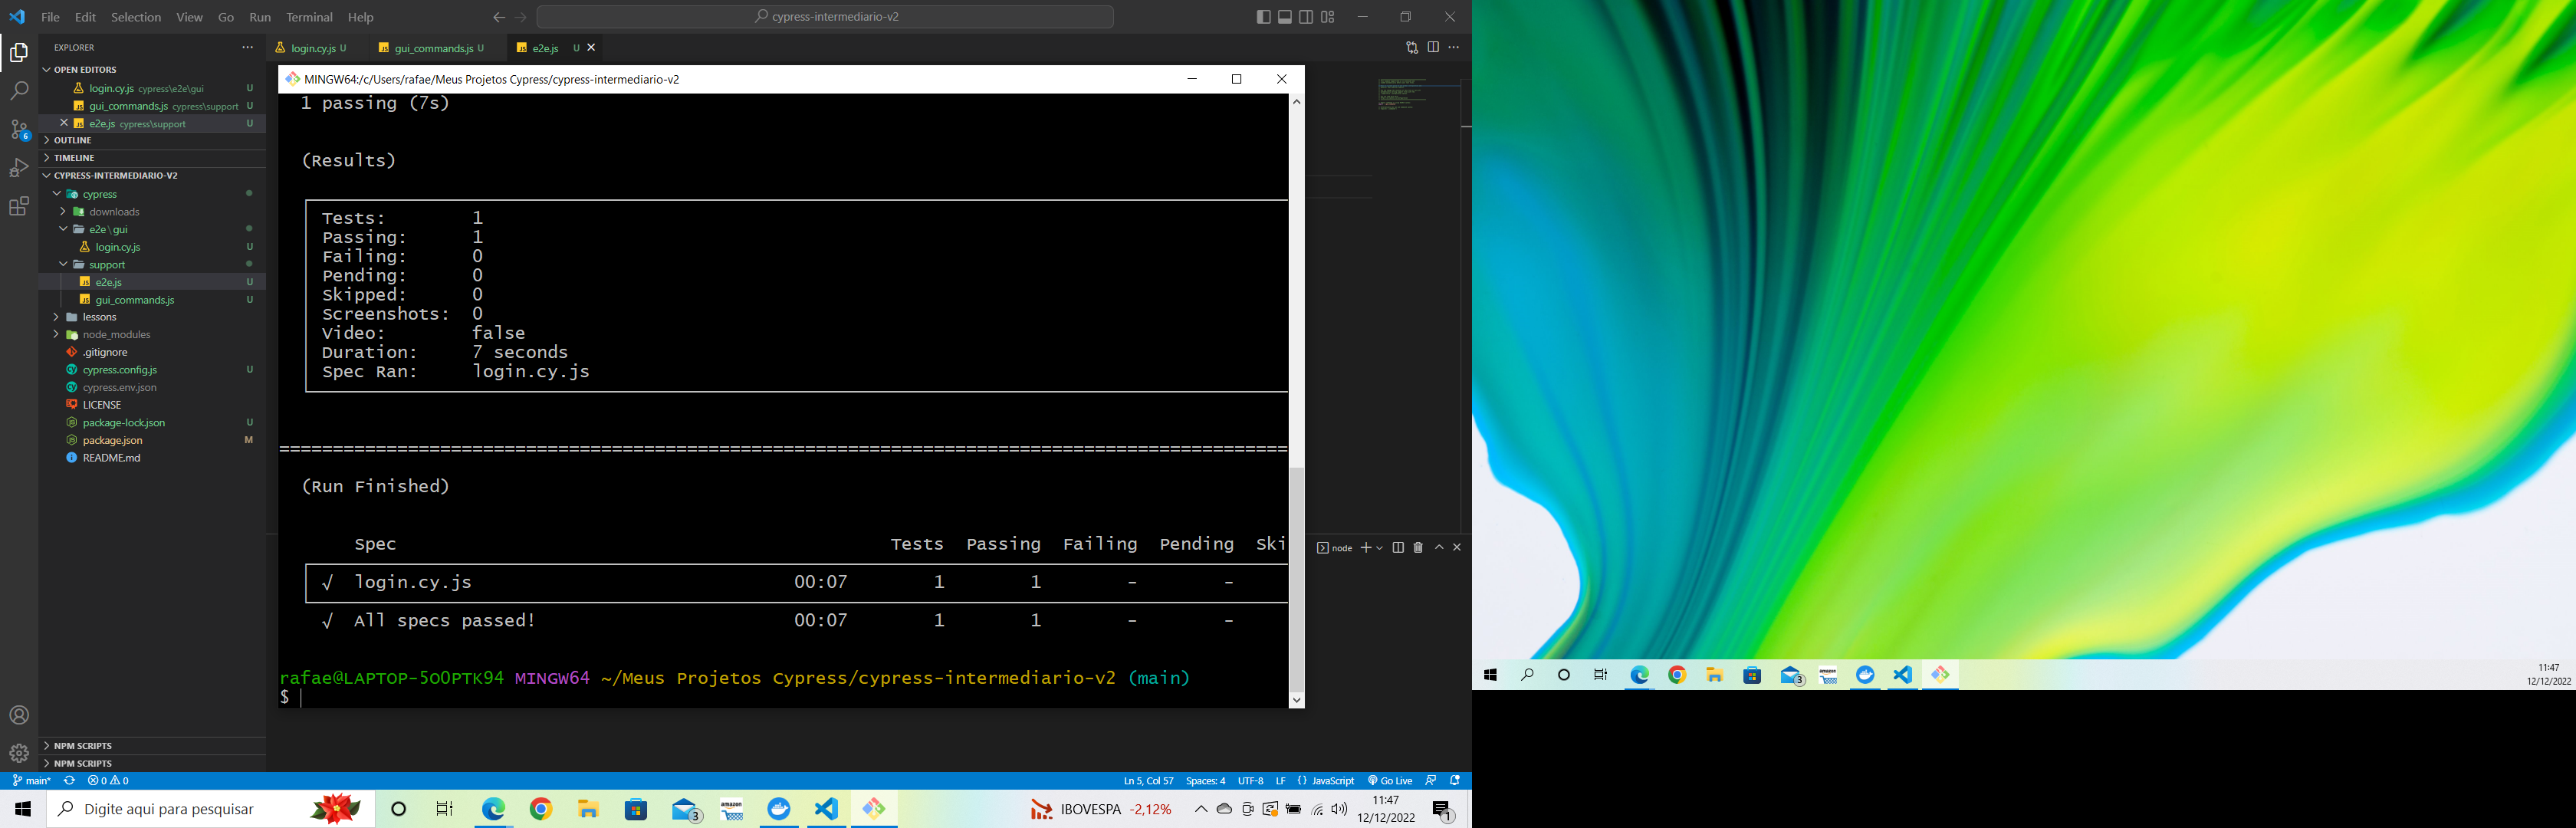 File Edit Selection View Go Run Terminal Help
cypress-intermediario-v2
EXPLORER
OPEN EDITORS
login.cy.js cypress\e2e\gui U
gui_commands.js cypress\support U
e2e.js cypress\support U
OUTLINE
TIMELINE
CYPRESS-INTERMEDIARIO-V2
cypress
downloads
e2e\gui
login.cy.js U
support
e2e.js U
gui_commands.js U
lessons
node_modules
.gitignore
cypress.config.js U
cypress.env.json
LICENSE
package-lock.json U
package.json M
README.md
NPM SCRIPTS
NPM SCRIPTS
6
login.cy.js U
gui_commands.js U
e2e.js U
MINGW64:/c/Users/rafae/Meus Projetos Cypress/cypress-intermediario-v2
1 passing (7s)
(Results)
Tests: 1
Passing: 1
Failing: 0
Pending: 0
Skipped: 0
Screenshots: 0
Video: false
Duration: 7 seconds
Spec Ran: login.cy.js
(Run Finished)
Spec Tests Passing Failing Pending Ski
√ login.cy.js 00:07 1 1 - -
√ All specs passed! 00:07 1 1 - -
rafae@LAPTOP-5O0PTK94 MINGW64 ~/Meus Projetos Cypress/cypress-intermediario-v2 (main)
$
node
main* 0 0 Ln 5, Col 57 Spaces: 4 UTF-8 LF {} JavaScript Go Live
Digite aqui para pesquisar
3
amazon
IBOVESPA -2,12%
11:47
12/12/2022
1
3
amazon
11:47
12/12/2022